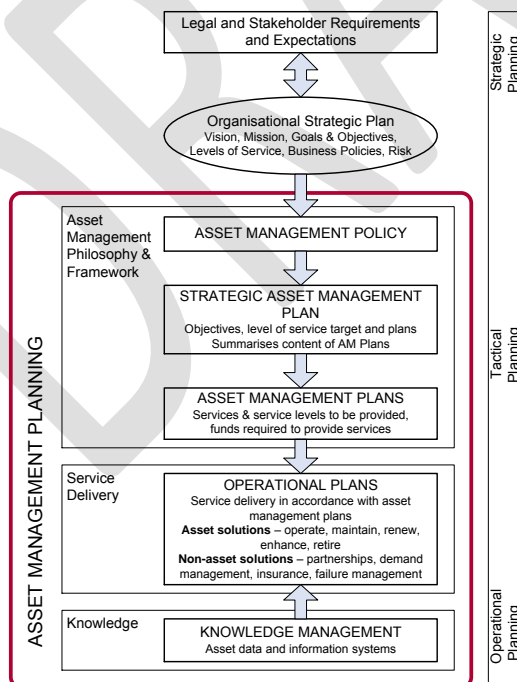 Legal and Stakeholder Requirements
and Expectations
Organisational Strategic Plan
Vision, Mission, Goals & Objectives,
Levels of Service, Business Policies, Risk
Asset
Management
Philosophy &
Framework
ASSET MANAGEMENT POLICY
STRATEGIC ASSET MANAGEMENT
PLAN
Objectives, level of service target and plans
Summarises content of AM Plans
ASSET MANAGEMENT PLANS
Services & service levels to be provided,
funds required to provide services
Service
Delivery
OPERATIONAL PLANS
Service delivery in accordance with asset
management plans
Asset solutions – operate, maintain, renew,
enhance, retire
Non-asset solutions – partnerships, demand
management, insurance, failure management
Knowledge
KNOWLEDGE MANAGEMENT
Asset data and information systems
ASSET MANAGEMENT PLANNING
Strategic
Planning
Tactical
Planning
Operational
Planning